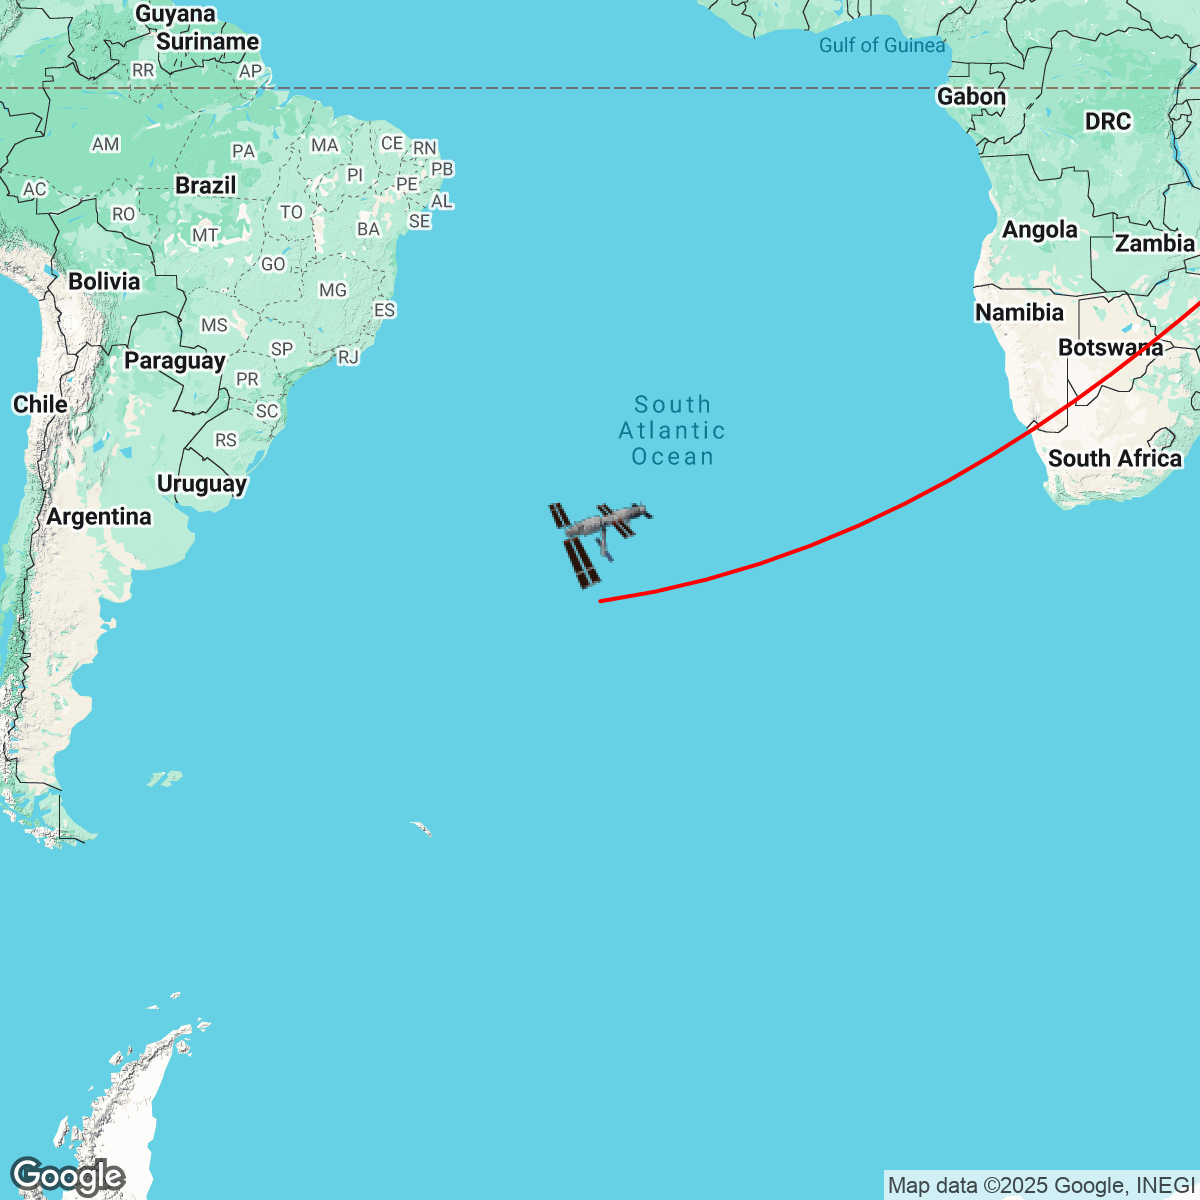 Guyana
Suriname
Gulf of Guinea
RR
AP
Gabon
DRC
AM
PA
MA
CE
RN
PI
PB
AC
Brazil
PE
AL
RO
TO
SE
MT
BA
Angola
Zambia
GO
Bolivia
MG
ES
Namibia
MS
SP
RJ
Botswana
Paraguay
PR
Chile
SC
South
Atlantic
Ocean
RS
South Africa
Uruguay
Argentina
Google
Map data ©2025 Google, INEGI